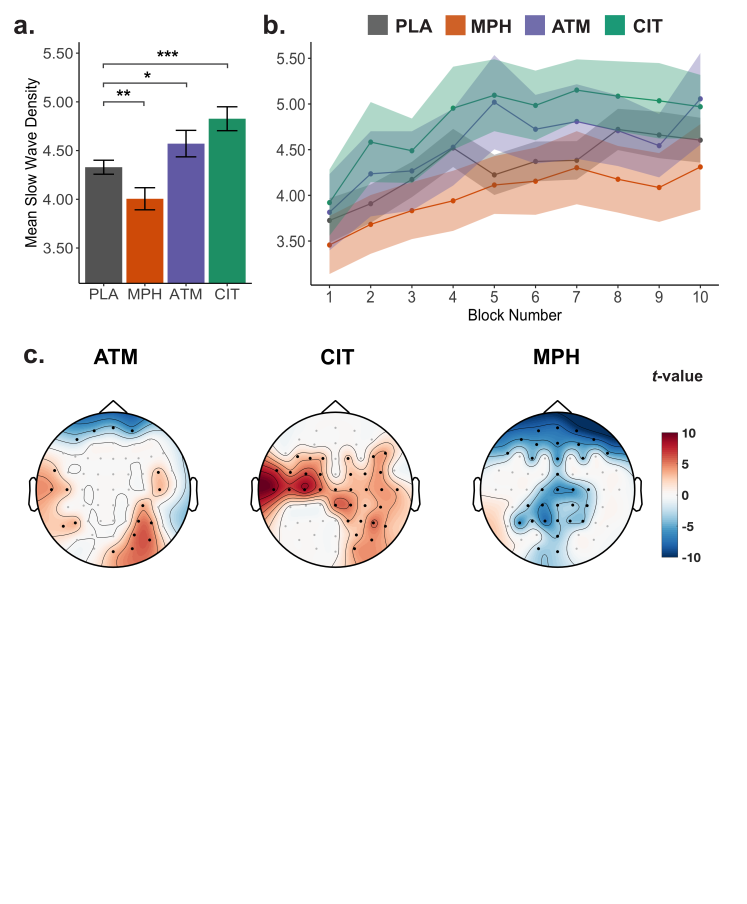 a.
Mean Slow Wave Density
5.50
5.00
4.50
4.00
3.50
***
*
**
PLA MPH ATM CIT
b.
PLA MPH ATM CIT
5.50
5.00
4.50
4.00
3.50
1 2 3 4 5 6 7 8 9 10
Block Number
c.
ATM CIT MPH
t-value
10
5
0
-5
-10